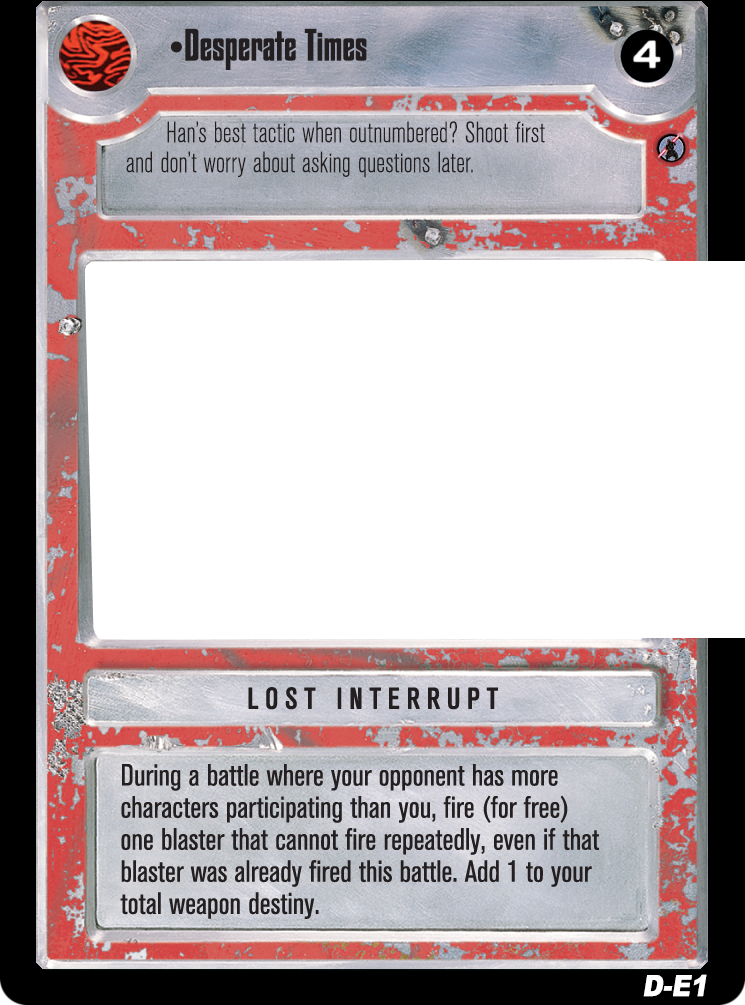 •Desperate Times
4
Han's best tactic when outnumbered? Shoot first
and don't worry about asking questions later.
LOST INTERRUPT
During a battle where your opponent has more
characters participating than you, fire (for free)
one blaster that cannot fire repeatedly, even if that
blaster was already fired this battle. Add 1 to your
total weapon destiny.
D-E1